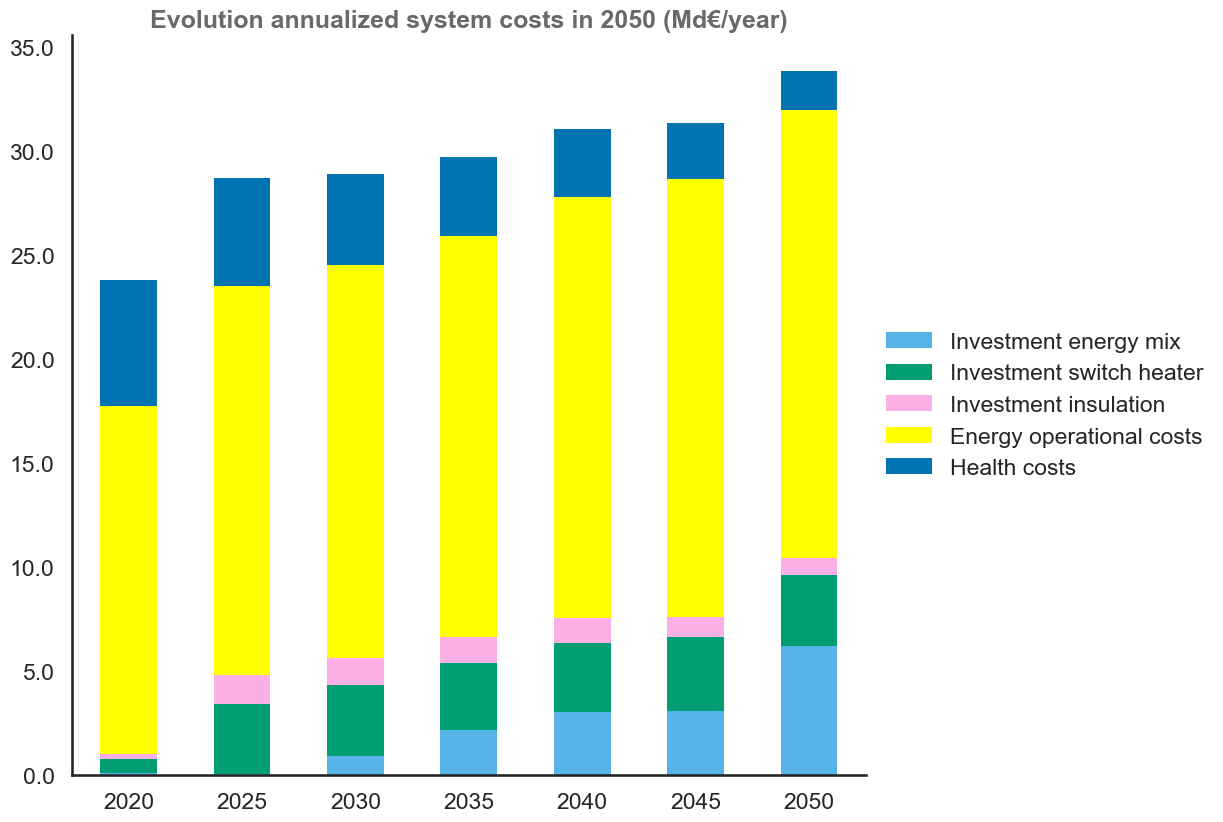 Evolution annualized system costs in 2050 (Md€/year)
35.0
30.0
25.0
20.0
15.0
10.0
5.0
0.0
2020 2025 2030 2035 2040 2045 2050
Investment energy mix
Investment switch heater
Investment insulation
Energy operational costs
Health costs